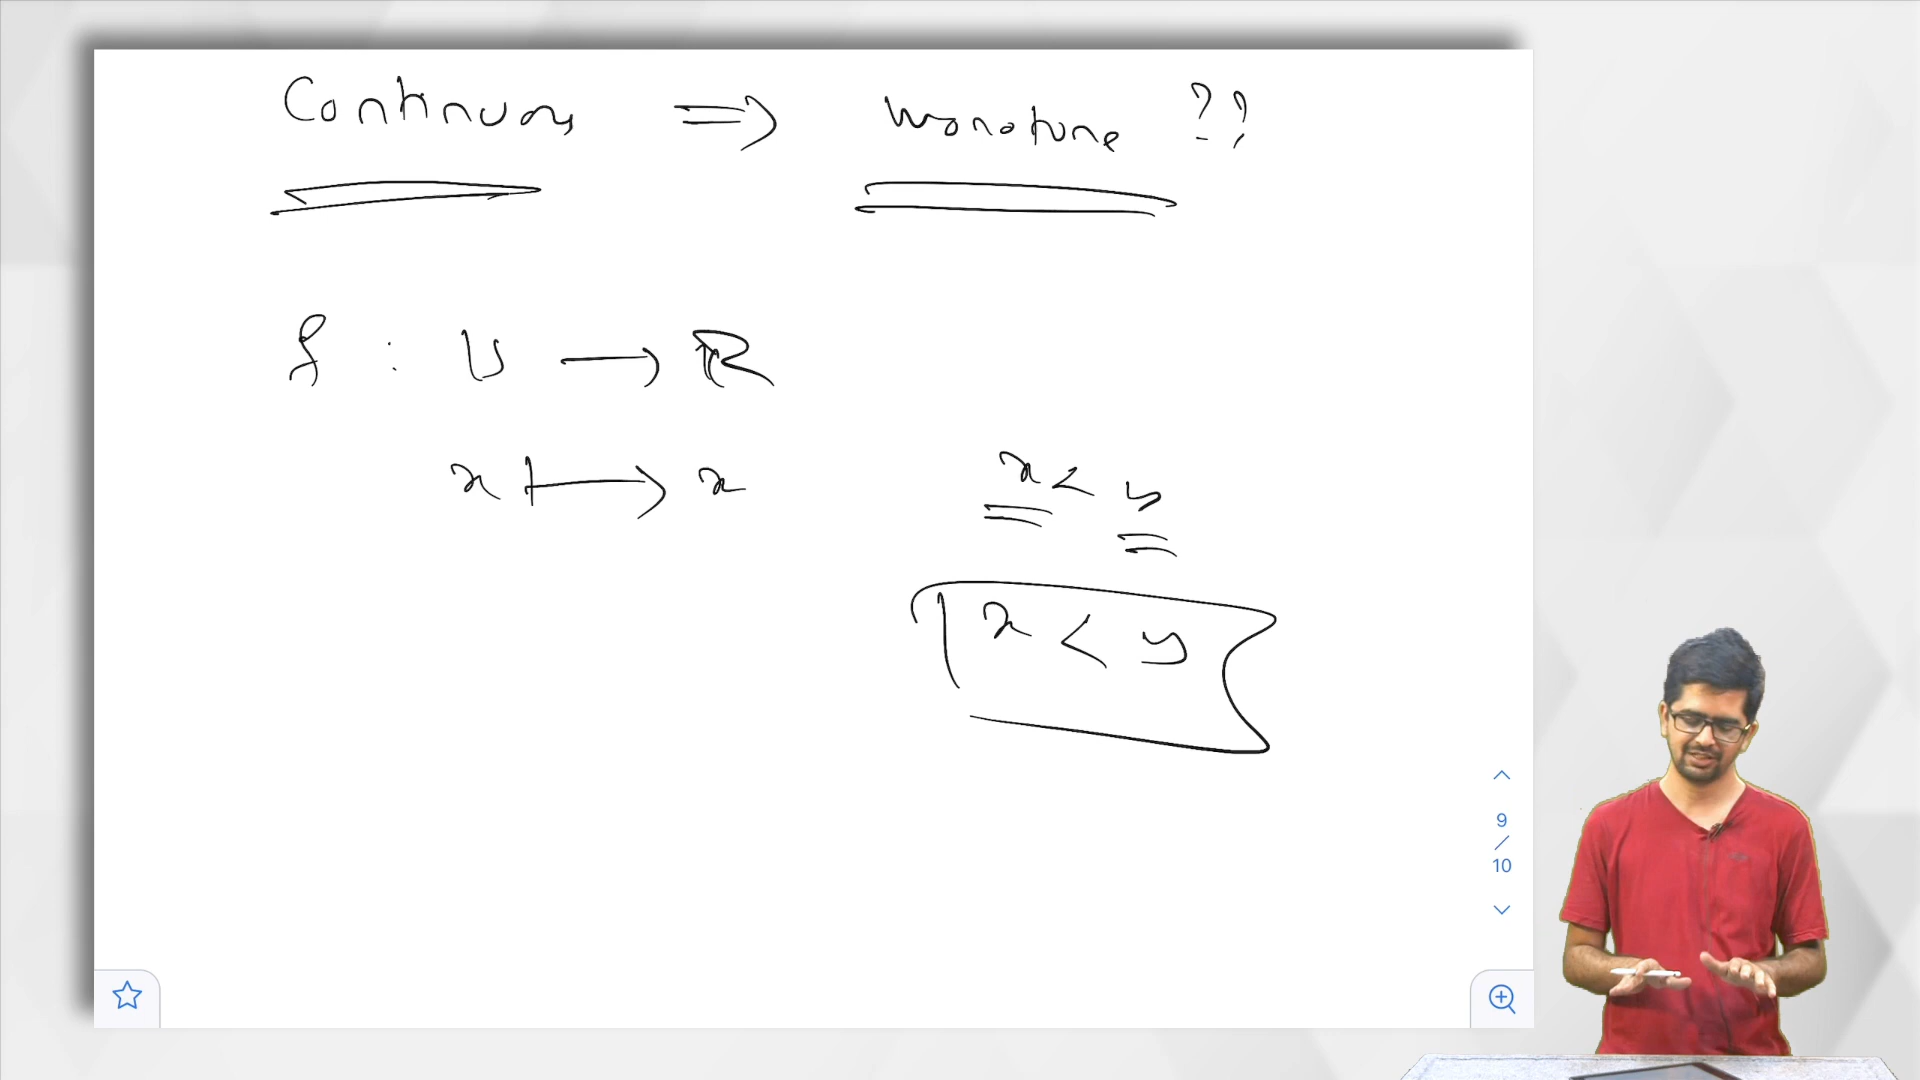 Continuous ⟹ monotone ??
f : U → ℝ
x ↦ x
x < y
x < y
9
/
10